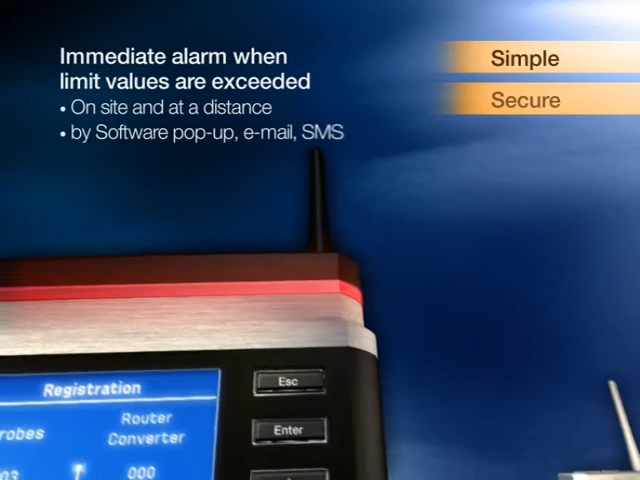 Immediate alarm when
limit values are exceeded
• On site and at a distance
• by Software pop-up, e-mail, SMS
Simple
Secure
Registration
robes
Router
Converter
03
000
Esc
Enter